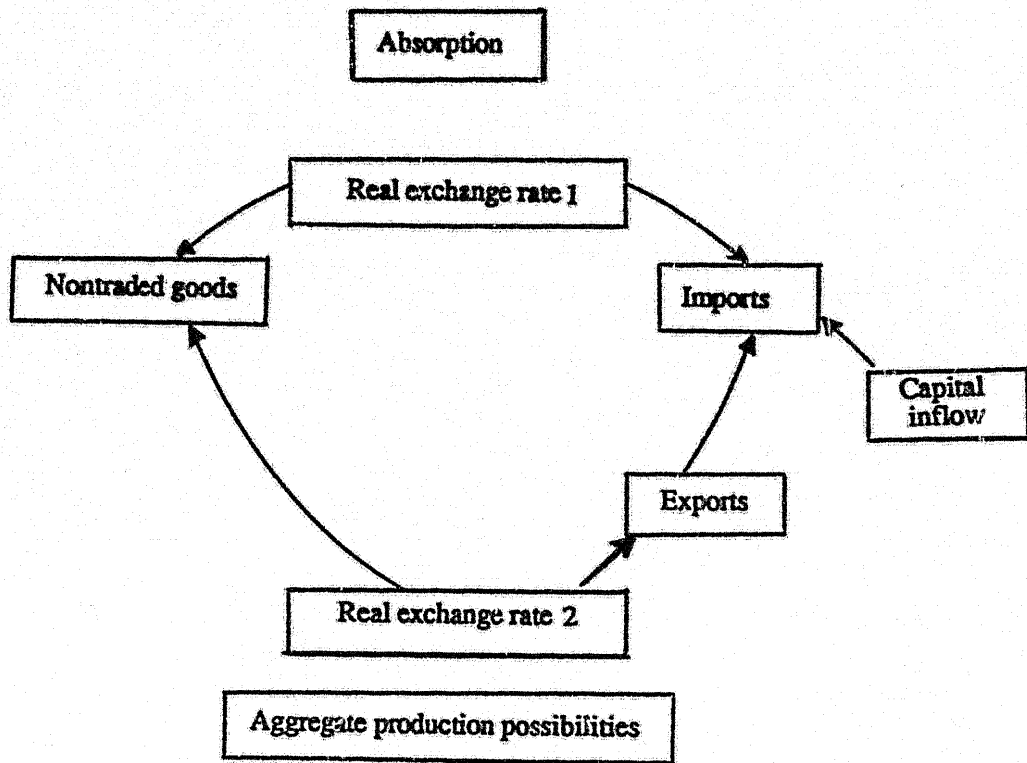 Absorption
Real exchange rate 1
Nontraded goods
Imports
Capital
inflow
Exports
Real exchange rate 2
Aggregate production possibilities